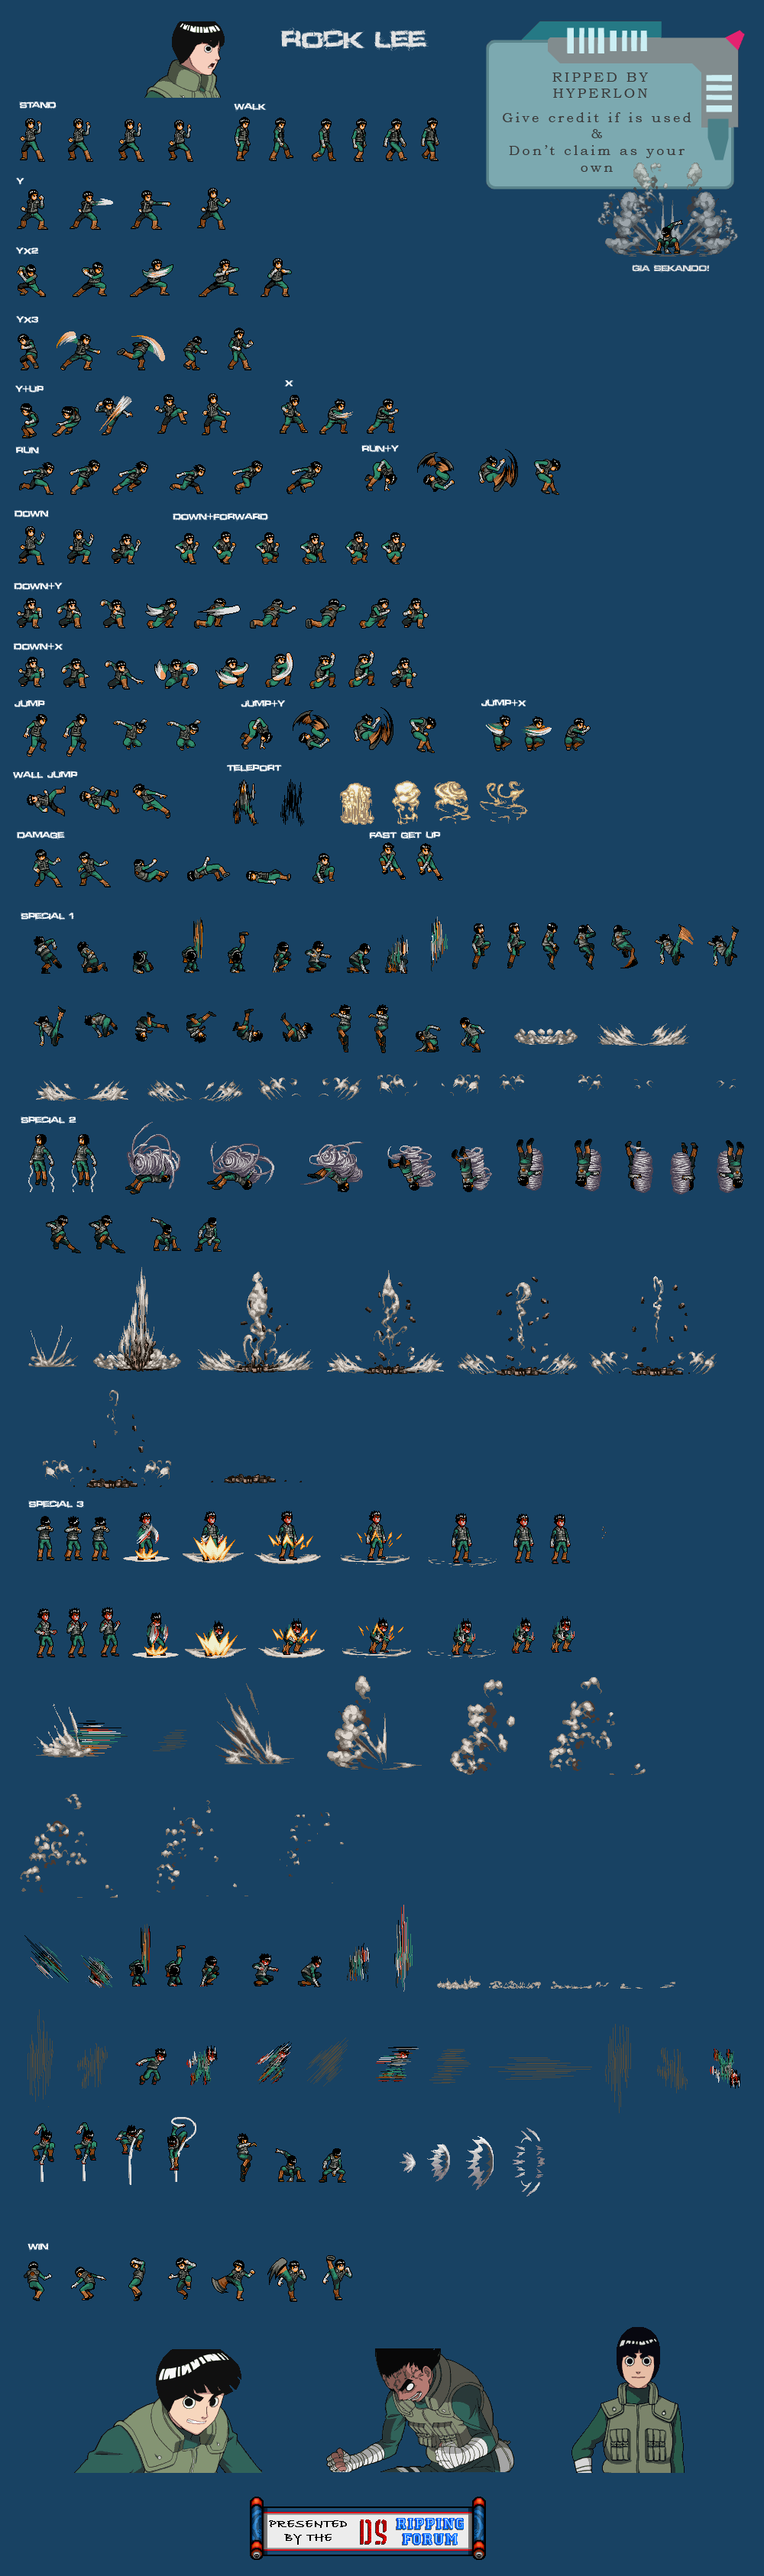 ROCK LEE
RIPPED BY
HYPERLON
Give credit if is used
&
Don't claim as your
own
GIA SEKANDO!
STAND
WALK
Y
YX2
YX3
Y+UP
X
RUN
RUN+Y
DOWN
DOWN+FORWARD
DOWN+Y
DOWN+X
JUMP
JUMP+Y
JUMP+X
WALL JUMP
TELEPORT
DAMAGE
FAST GET UP
SPECIAL 1
SPECIAL 2
SPECIAL 3
WIN
PRESENTED
BY THE
DS
RIPPING
FORUM